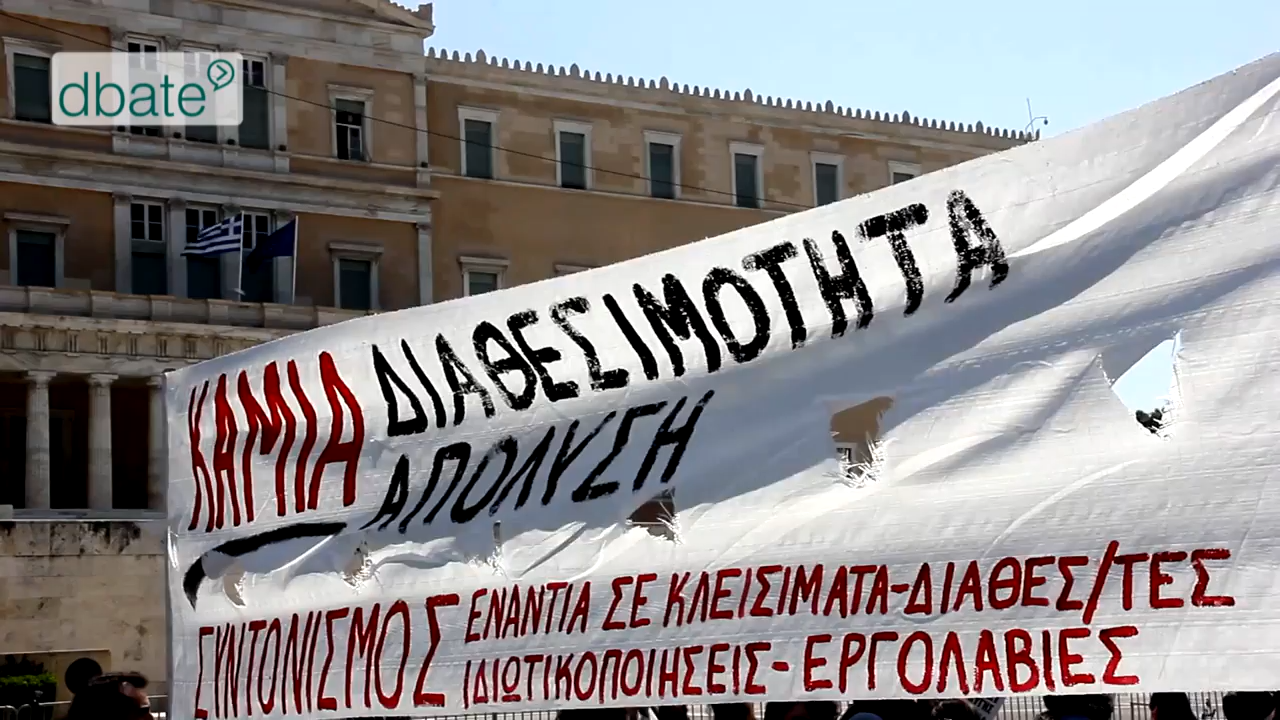 dbate
ΚΑΜΙΑ ΔΙΑΘΕΣΙΜΟΤΗΤΑ
ΑΠΟΛΥΣΗ
ΣΥΝΤΟΝΙΣΜΟΣ ΕΝΑΝΤΙΑ ΣΕ ΚΛΕΙΣΙΜΑΤΑ-ΔΙΑΘΕΣ/ΤΕΣ
ΙΔΙΩΤΙΚΟΠΟΙΗΣΕΙΣ-ΕΡΓΟΛΑΒΙΕΣ